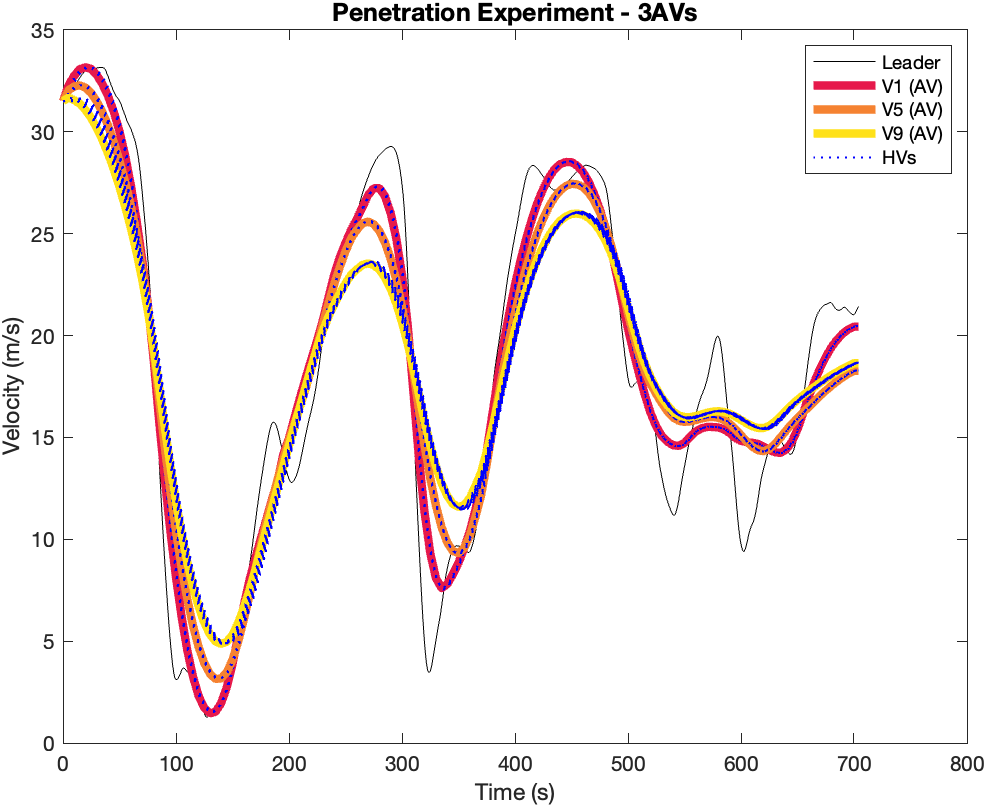 Penetration Experiment - 3AVs
35
30
25
20
15
10
5
0
Velocity (m/s)
Leader
V1 (AV)
V5 (AV)
V9 (AV)
HVs
0 100 200 300 400 500 600 700 800
Time (s)